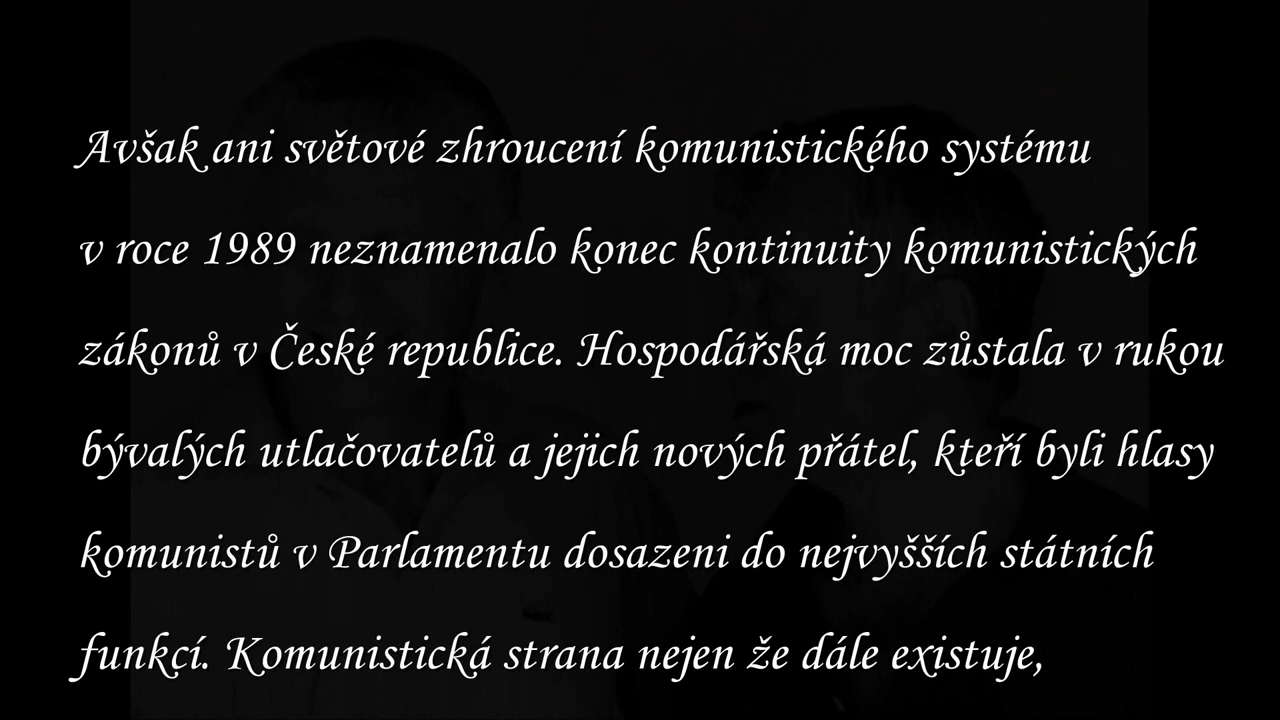 Avšak ani světové zhroucení komunistického systému
v roce 1989 neznamenalo konec kontinuity komunistických
zákonů v České republice. Hospodářská moc zůstala v rukou
bývalých utlačovatelů a jejich nových přátel, kteří byli hlasy
komunistů v Parlamentu dosazeni do nejvyšších státních
funkcí. Komunistická strana nejen že dále existuje,